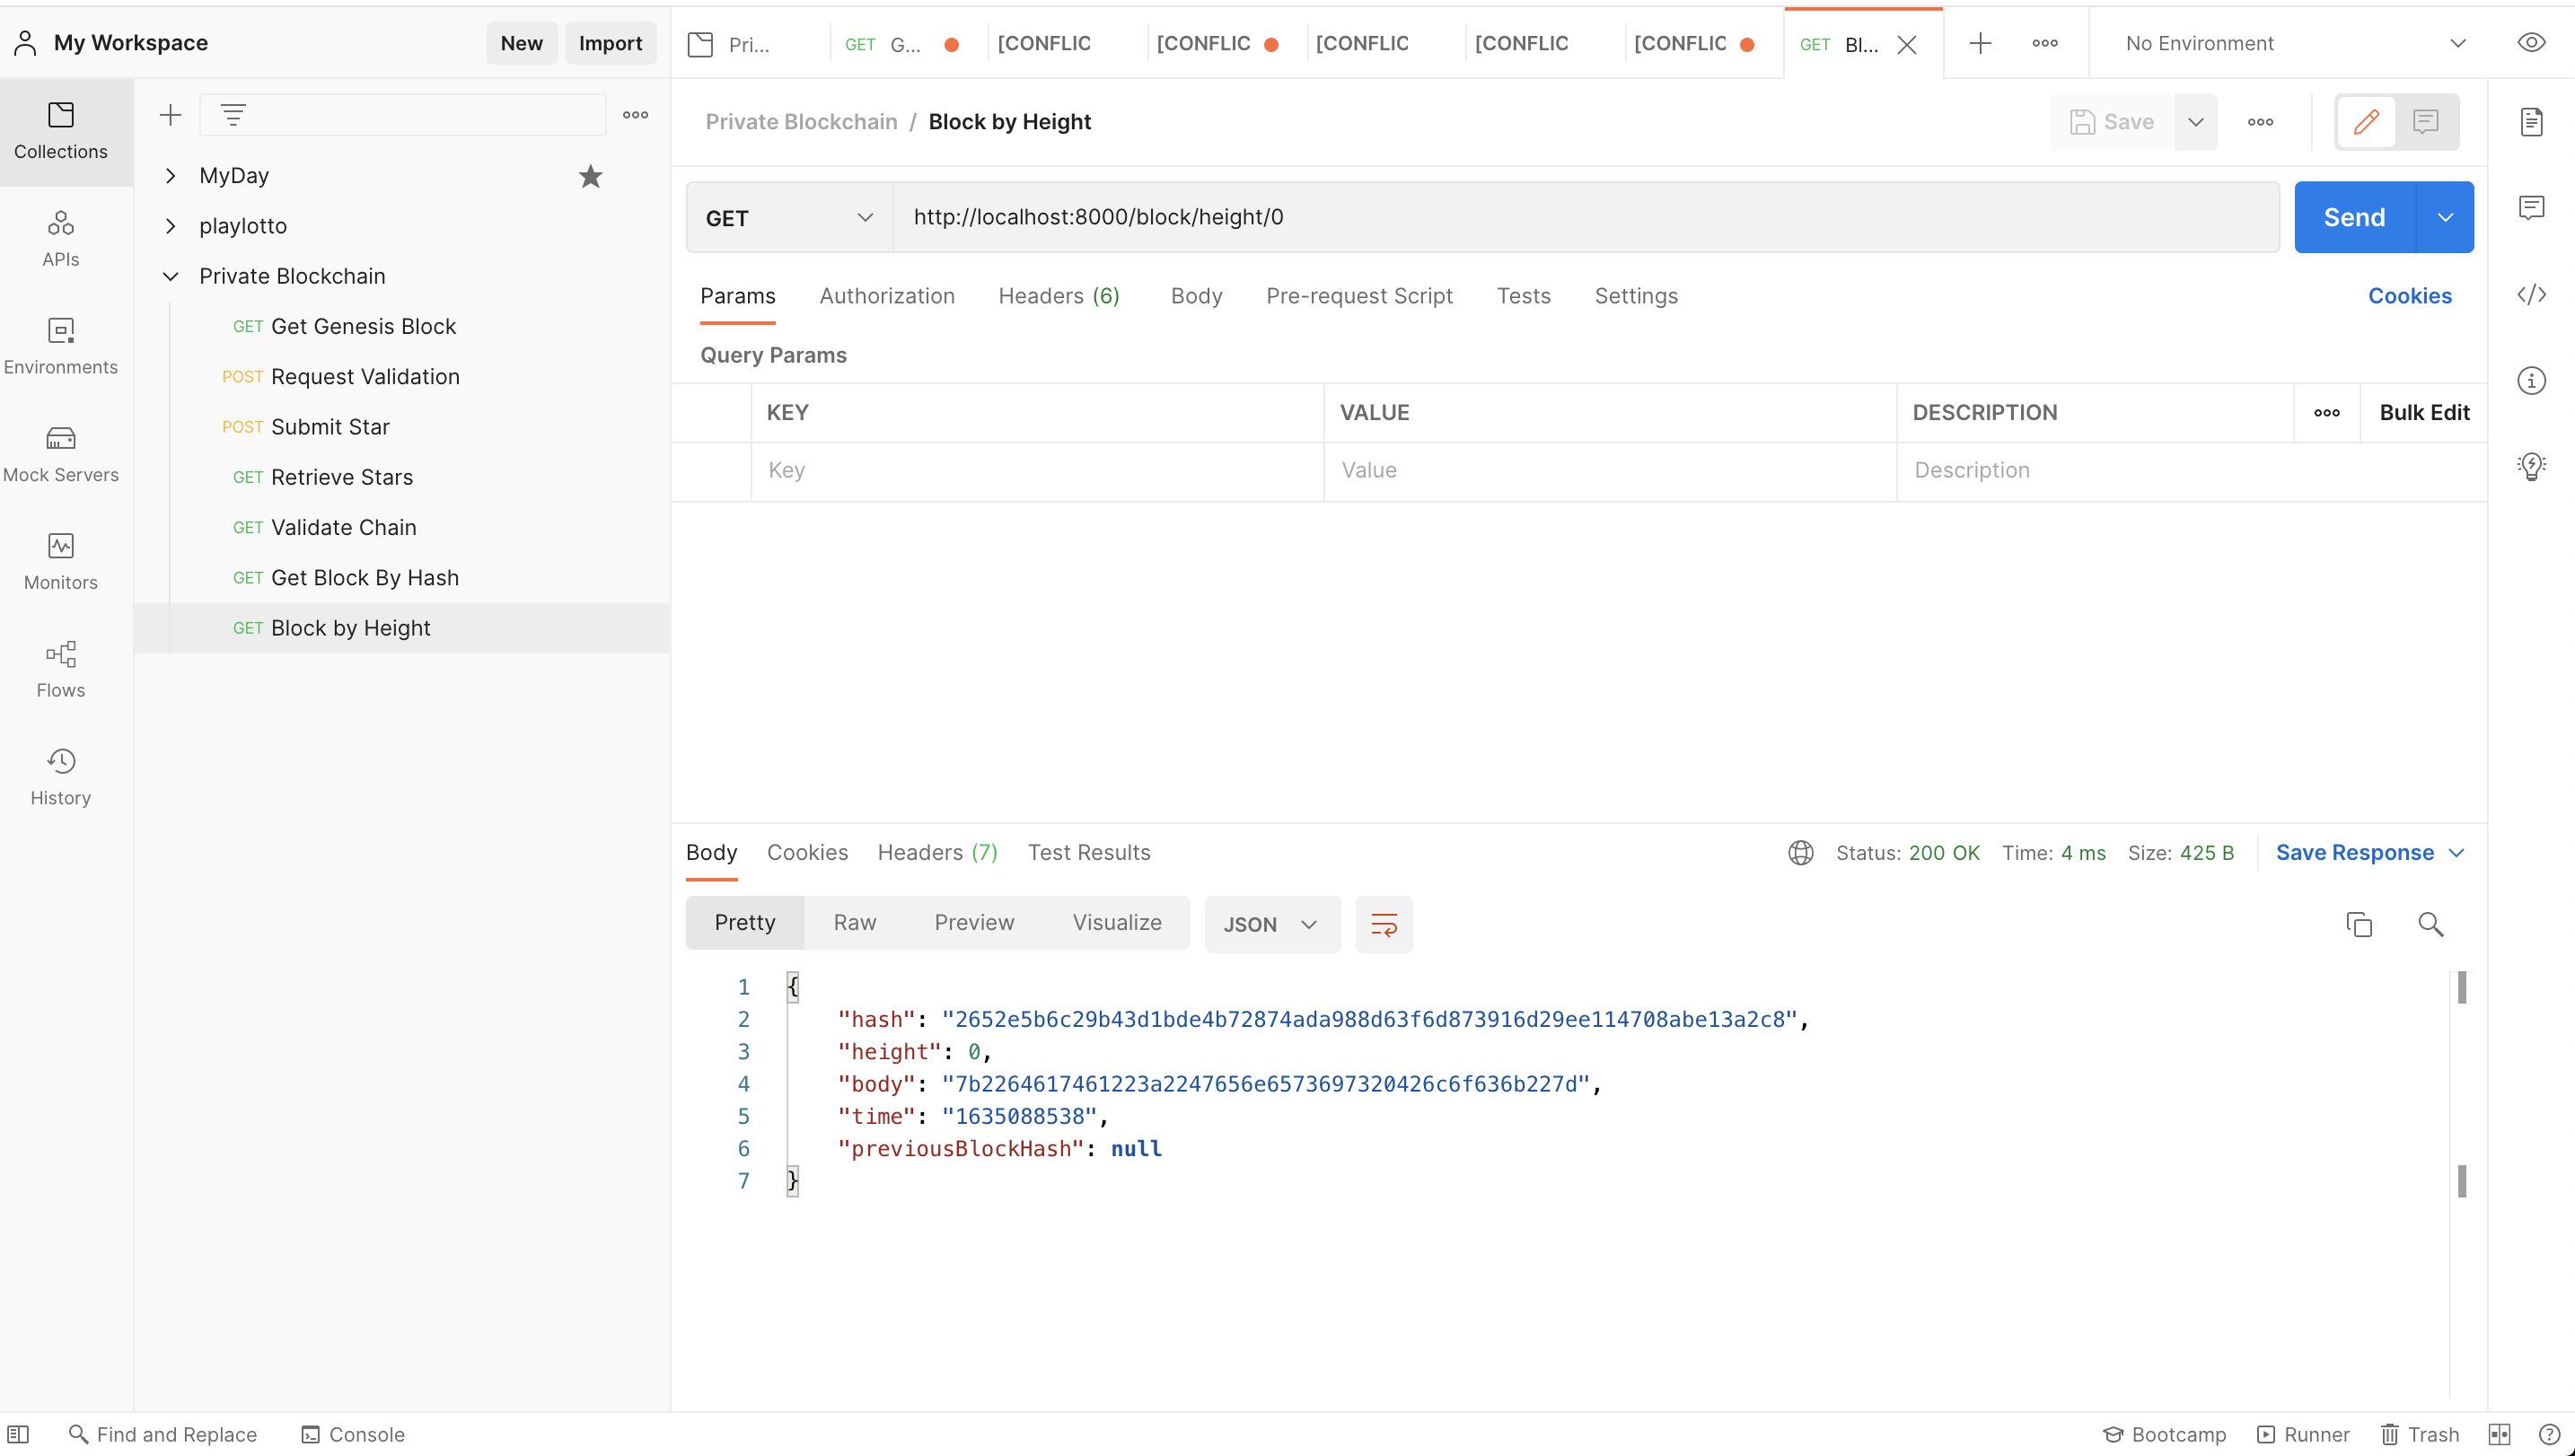 My Workspace
New
Import
Pri...
GET G...
[CONFLIC
[CONFLIC
[CONFLIC
[CONFLIC
[CONFLIC
GET Bl...
No Environment
Collections
APIs
Environments
Mock Servers
Monitors
Flows
History
MyDay
playlotto
Private Blockchain
GET Get Genesis Block
POST Request Validation
POST Submit Star
GET Retrieve Stars
GET Validate Chain
GET Get Block By Hash
GET Block by Height
Private Blockchain / Block by Height
Save
GET
http://localhost:8000/block/height/0
Send
Params Authorization Headers (6) Body Pre-request Script Tests Settings
Cookies
Query Params
KEY VALUE DESCRIPTION Bulk Edit
Key Value Description
Body Cookies Headers (7) Test Results
Status: 200 OK Time: 4 ms Size: 425 B Save Response
Pretty Raw Preview Visualize JSON
1 {
2 "hash": "2652e5b6c29b43d1bde4b72874ada988d63f6d873916d29ee114708abe13a2c8",
3 "height": 0,
4 "body": "7b2264617461223a2247656e6573697320426c6f636b227d",
5 "time": "1635088538",
6 "previousBlockHash": null
7 }
Find and Replace Console
Bootcamp Runner Trash